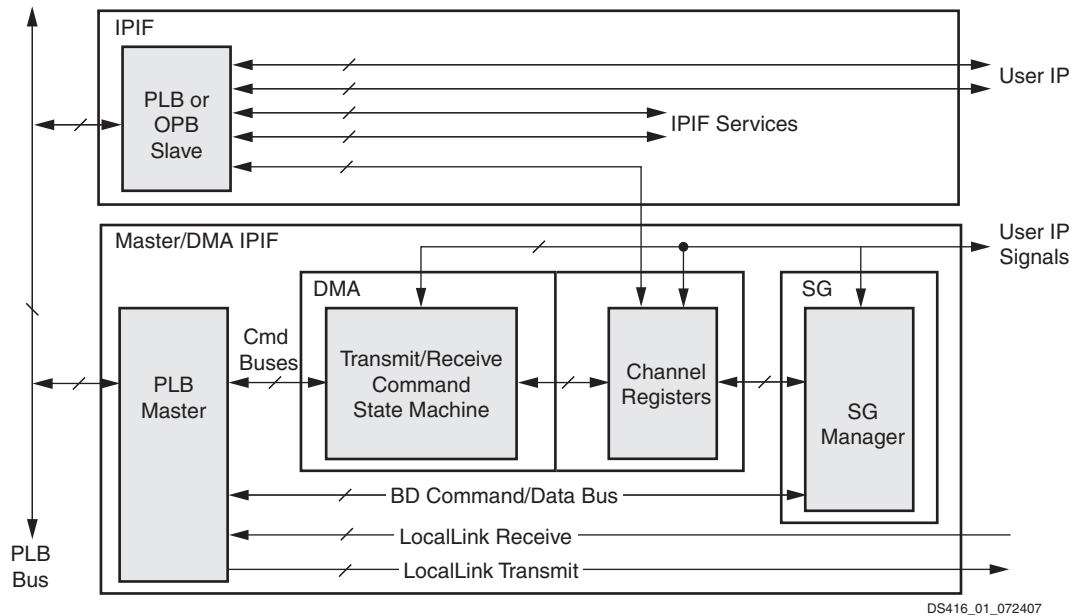 IPIF
PLB or
OPB
Slave
User IP
IPIF Services
Master/DMA IPIF
User IP
Signals
DMA
SG
Cmd
Buses
PLB
Master
Transmit/Receive
Command
State Machine
Channel
Registers
SG
Manager
BD Command/Data Bus
LocalLink Receive
LocalLink Transmit
PLB
Bus
DS416_01_072407